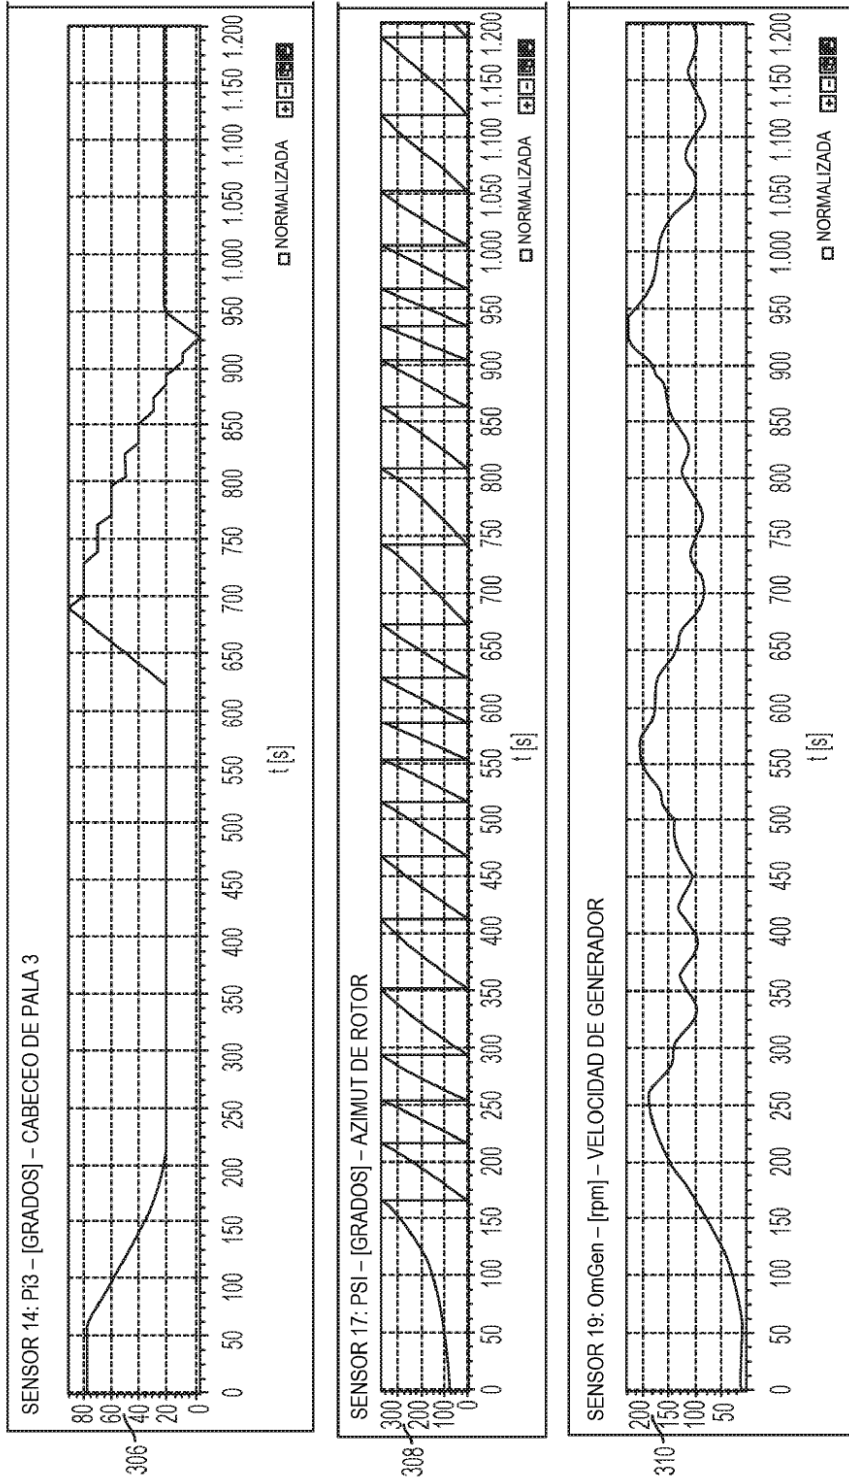 SENSOR 14: Pi3 – [GRADOS] – CABECEO DE PALA 3
80
60
40
20
0
306
0 50 100 150 200 250 300 350 400 450 500 550 600 650 700 750 800 850 900 950 1.000 1.050 1.100 1.150 1.200
t [s]
NORMALIZADA
SENSOR 17: PSI – [GRADOS] – AZIMUT DE ROTOR
300
200
100
0
308
0 50 100 150 200 250 300 350 400 450 500 550 600 650 700 750 800 850 900 950 1.000 1.050 1.100 1.150 1.200
t [s]
NORMALIZADA
SENSOR 19: OmGen – [rpm] – VELOCIDAD DE GENERADOR
200
150
100
50
310
0 50 100 150 200 250 300 350 400 450 500 550 600 650 700 750 800 850 900 950 1.000 1.050 1.100 1.150 1.200
t [s]
NORMALIZADA